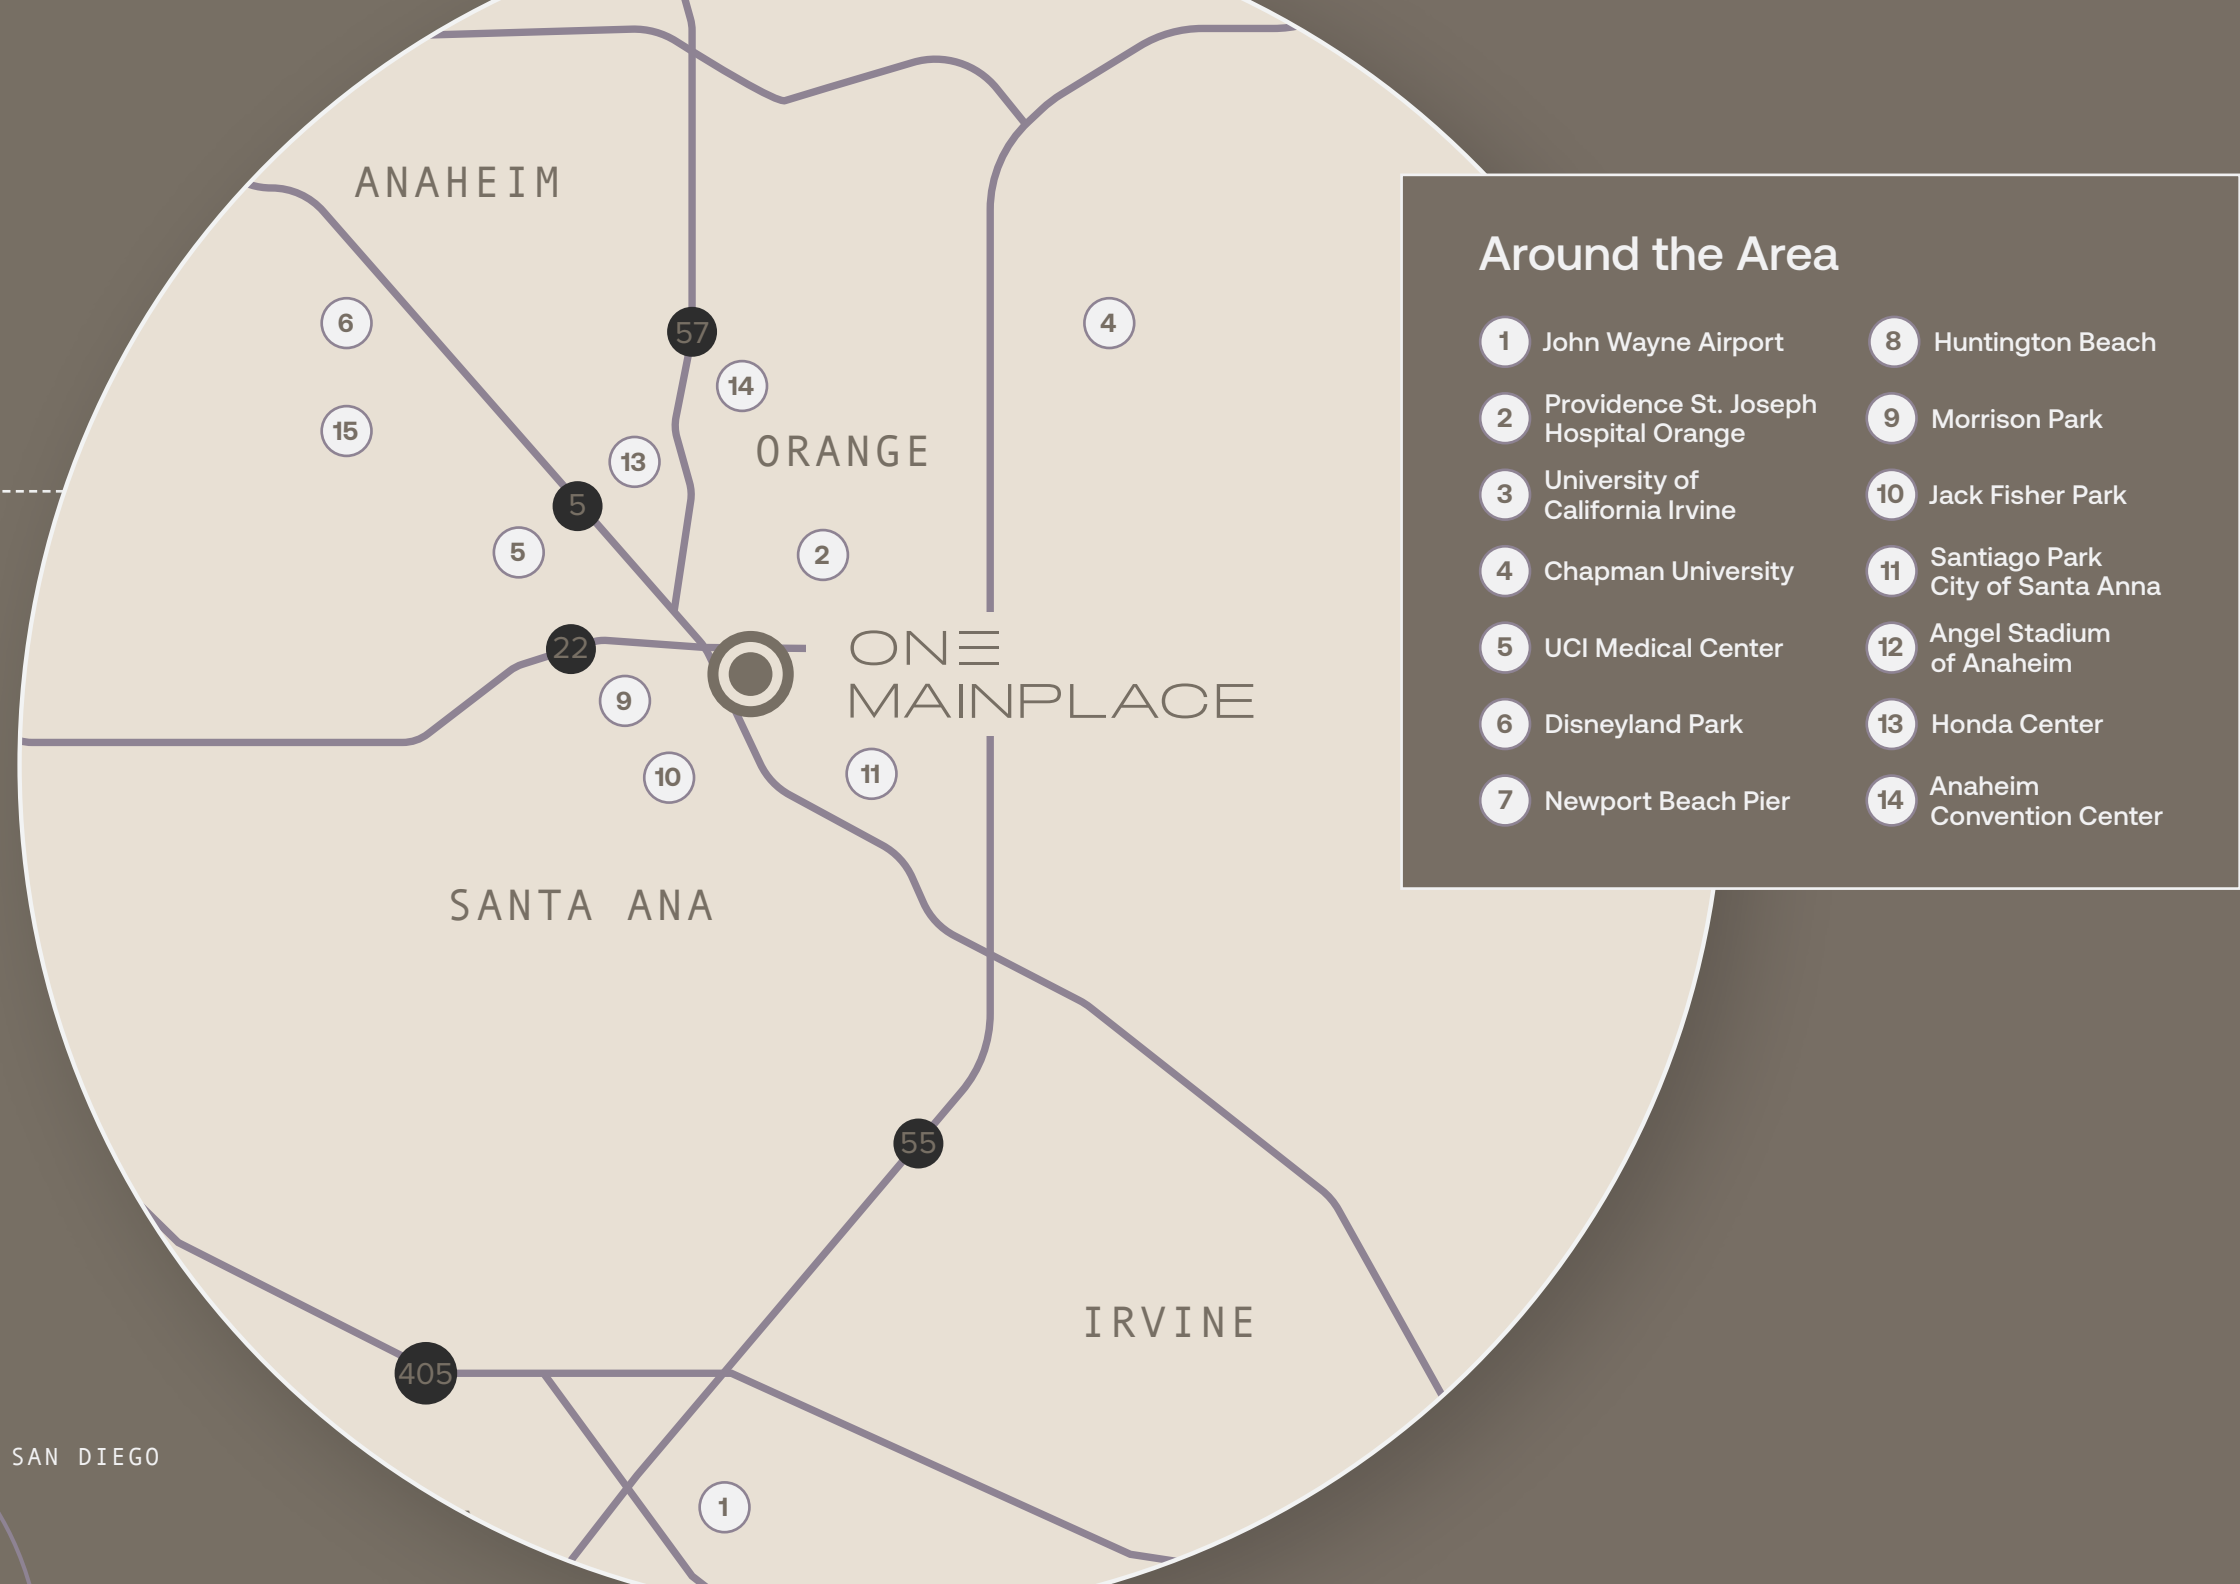 ANAHEIM
6
57
4
14
15
ORANGE
13
5
5
2
22
ONE
MAINPLACE
9
10
11
SANTA ANA
55
IRVINE
405
SAN DIEGO
1
Around the Area
1 John Wayne Airport
2 Providence St. Joseph
Hospital Orange
3 University of
California Irvine
4 Chapman University
5 UCI Medical Center
6 Disneyland Park
7 Newport Beach Pier
8 Huntington Beach
9 Morrison Park
10 Jack Fisher Park
11 Santiago Park
City of Santa Anna
12 Angel Stadium
of Anaheim
13 Honda Center
14 Anaheim
Convention Center